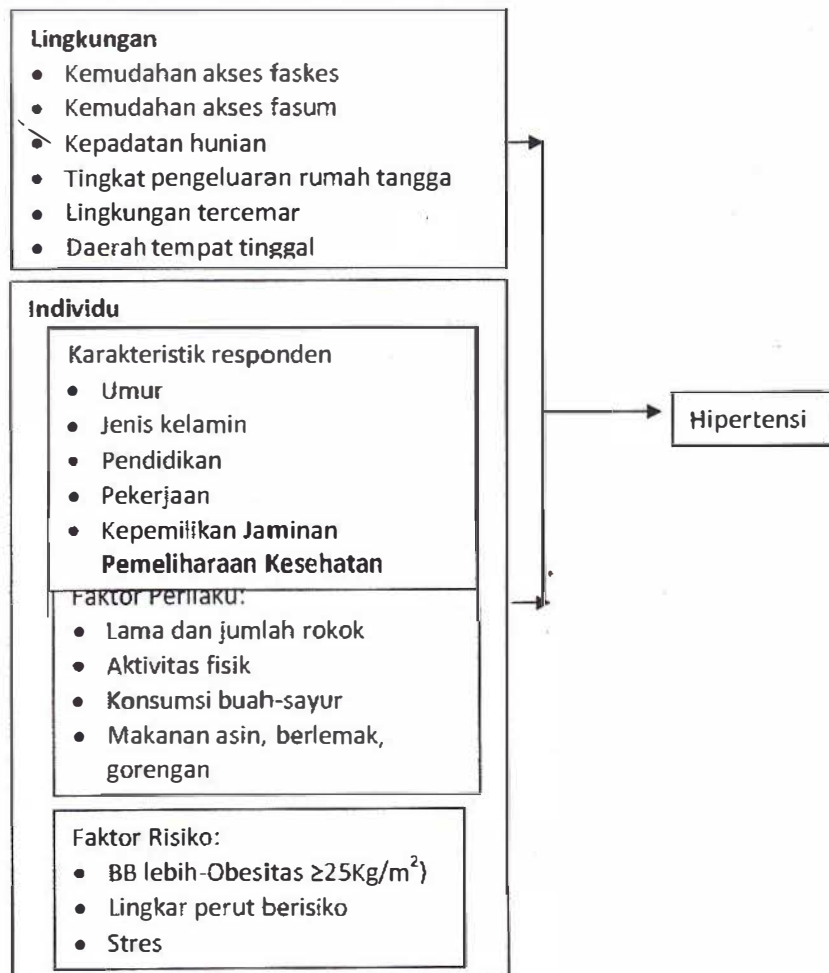 Lingkungan
• Kemudahan akses faskes
• Kemudahan akses fasum
• Kepadatan hunian
• Tingkat pengeluaran rumah tangga
• Lingkungan tercemar
• Daerah tempat tinggal
Individu
Karakteristik responden
• Umur
• Jenis kelamin
• Pendidikan
• Pekerjaan
• Kepemilikan Jaminan
Pemeliharaan Kesehatan
Faktor Perilaku:
• Lama dan jumlah rokok
• Aktivitas fisik
• Konsumsi buah-sayur
• Makanan asin, berlemak,
gorengan
Faktor Risiko:
• BB lebih-Obesitas ≥25Kg/m²)
• Lingkar perut berisiko
• Stres
Hipertensi